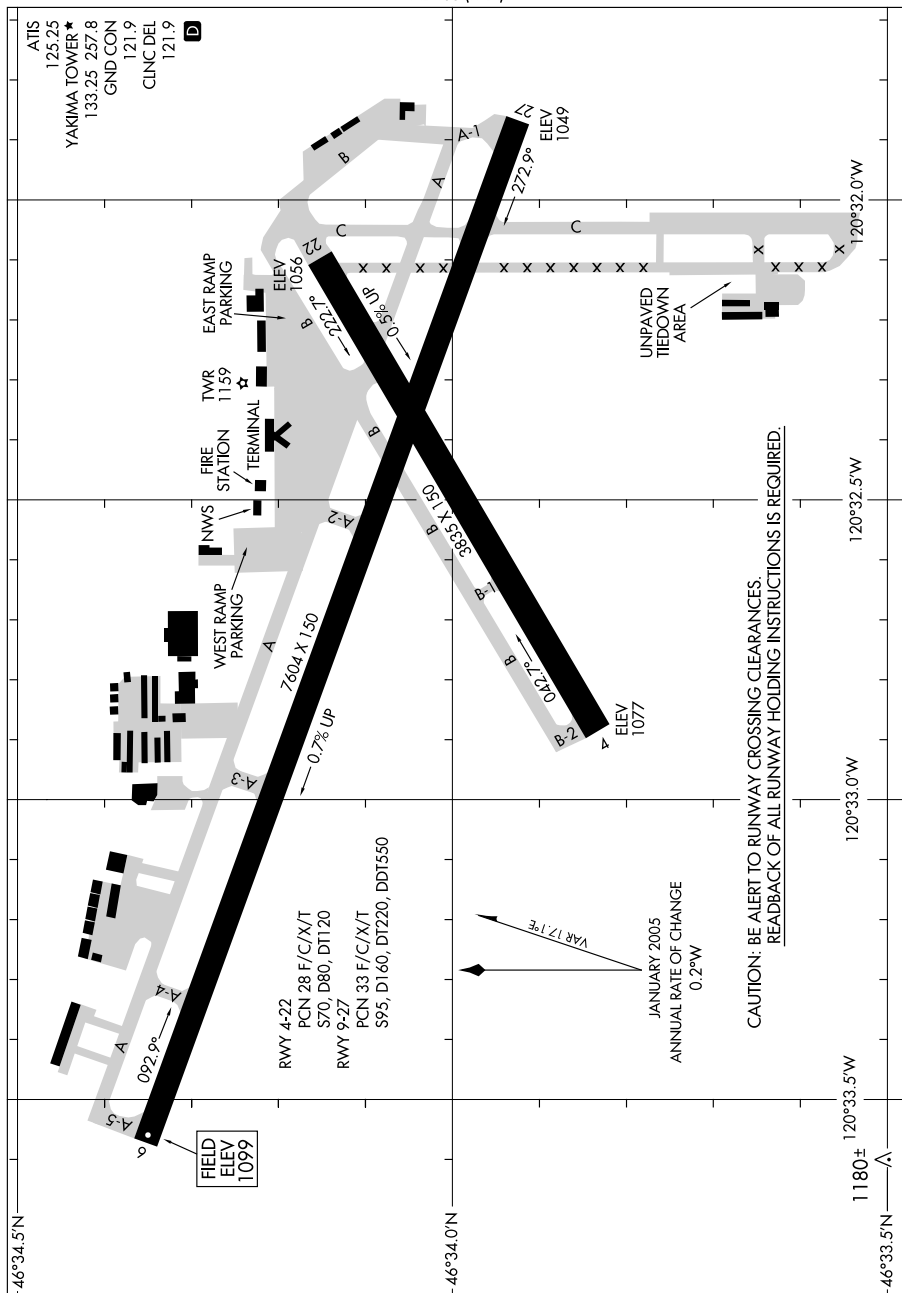 ATIS
125.25
YAKIMA TOWER★
133.25 257.8
GND CON
121.9
CLNC DEL
121.9
D
46°34.5'N
46°34.0'N
46°33.5'N
120°33.5'W
120°33.0'W
120°32.5'W
120°32.0'W
FIELD
ELEV
1099
9
092.9°
A-5
A
A-4
A-3
A
A-2
A
A-1
0.7% UP
7604 X 150
272.9°
27
ELEV
1049
WEST RAMP
PARKING
NWS
FIRE
STATION
TERMINAL
TWR
1159
EAST RAMP
PARKING
ELEV
1056
22
222.7°
0.5% UP
B
B
B
B
B
B-1
B-2
3835 X 150
042.7°
4
ELEV
1077
C
C
X X X X X X X X X X X
X X X X X
UNPAVED
TIEDOWN
AREA
RWY 4-22
PCN 28 F/C/X/T
S70, D80, DT120
RWY 9-27
PCN 33 F/C/X/T
S95, D160, DT220, DDT550
VAR 17.1°E
JANUARY 2005
ANNUAL RATE OF CHANGE
0.2°W
CAUTION: BE ALERT TO RUNWAY CROSSING CLEARANCES.
READBACK OF ALL RUNWAY HOLDING INSTRUCTIONS IS REQUIRED.
1180±